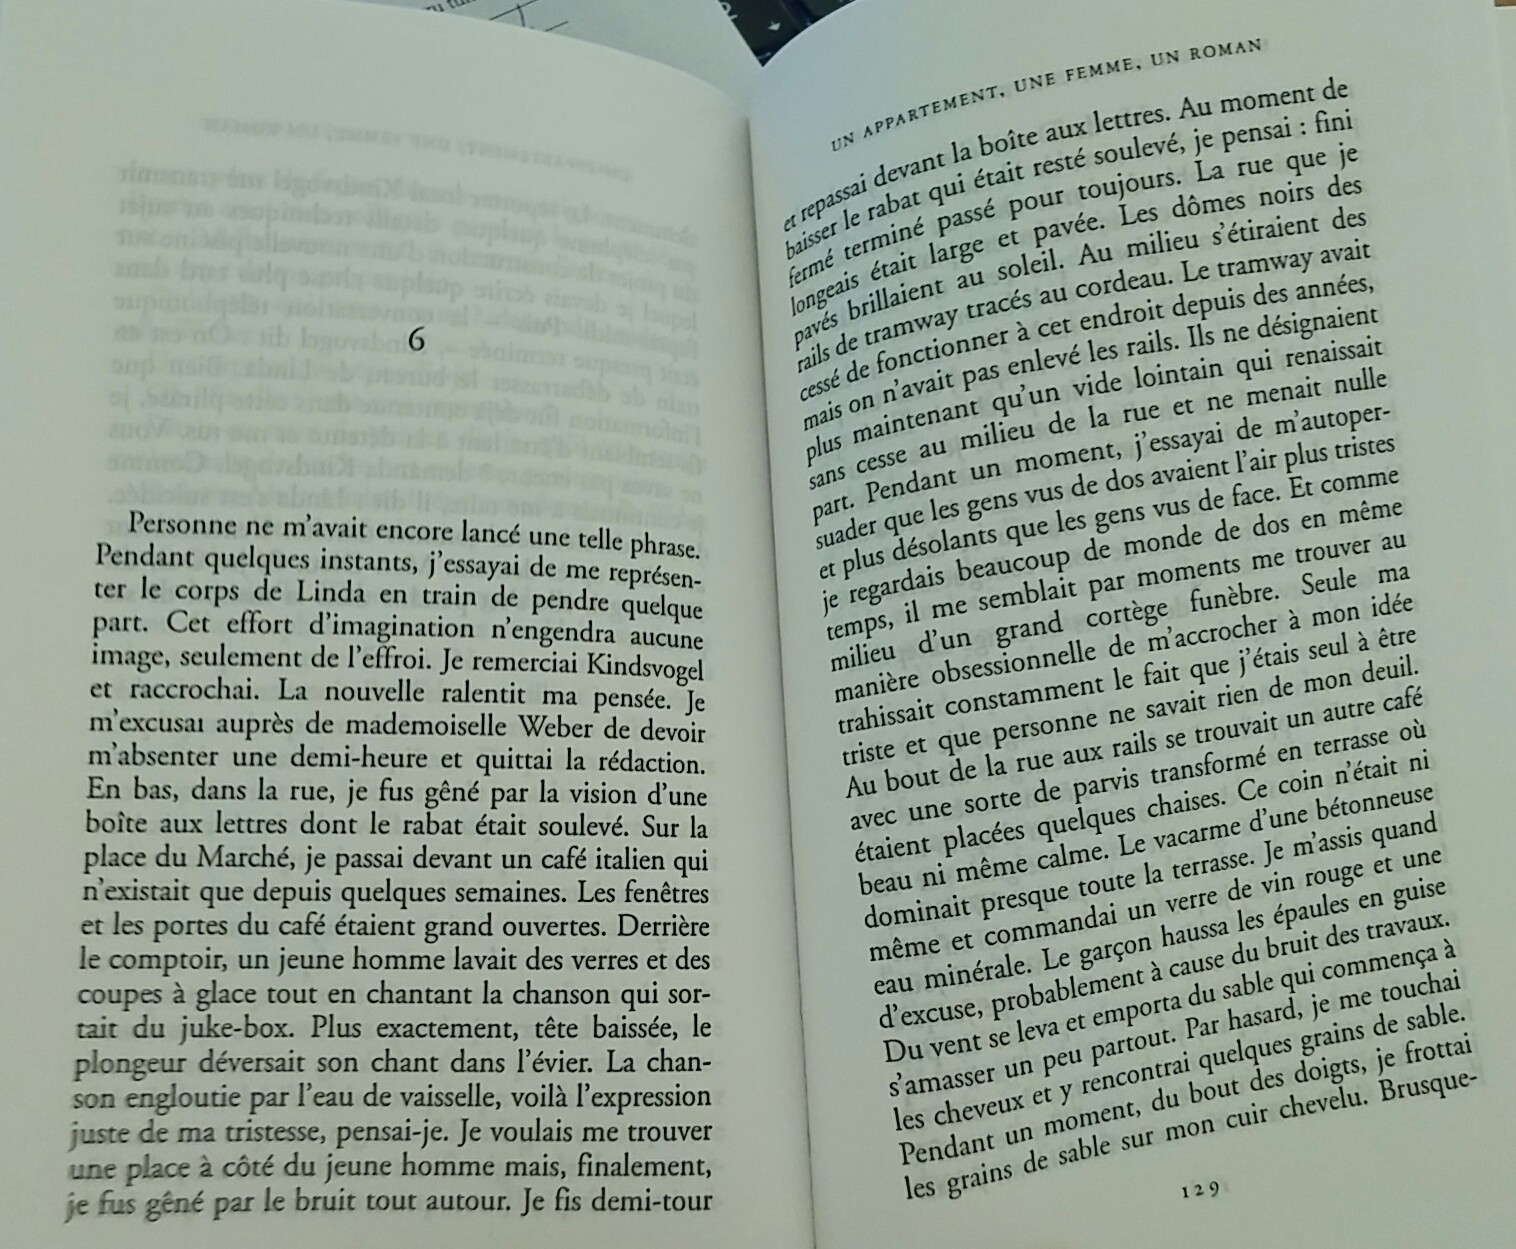 6
Personne ne m'avait encore lancé une telle phrase.
Pendant quelques instants, j'essayai de me représen-
ter le corps de Linda en train de pendre quelque
part. Cet effort d'imagination n'engendra aucune
image, seulement de l'effroi. Je remerciai Kindsvogel
et raccrochai. La nouvelle ralentit ma pensée. Je
m'excusai auprès de mademoiselle Weber de devoir
m'absenter une demi-heure et quittai la rédaction.
En bas, dans la rue, je fus gêné par la vision d'une
boîte aux lettres dont le rabat était soulevé. Sur la
place du Marché, je passai devant un café italien qui
n'existait que depuis quelques semaines. Les fenêtres
et les portes du café étaient grand ouvertes. Derrière
le comptoir, un jeune homme lavait des verres et des
coupes à glace tout en chantant la chanson qui sor-
tait du juke-box. Plus exactement, tête baissée, le
plongeur déversait son chant dans l'évier. La chan-
son engloutie par l'eau de vaisselle, voilà l'expression
juste de ma tristesse, pensai-je. Je voulais me trouver
une place à côté du jeune homme mais, finalement,
je fus gêné par le bruit tout autour. Je fis demi-tour
UN APPARTEMENT, UNE FEMME, UN ROMAN
et repassai devant la boîte aux lettres. Au moment de
baisser le rabat qui était resté soulevé, je pensai : fini
fermé terminé passé pour toujours. La rue que je
longeais était large et pavée. Les dômes noirs des
pavés brillaient au soleil. Au milieu s'étiraient des
rails de tramway tracés au cordeau. Le tramway avait
cessé de fonctionner à cet endroit depuis des années,
mais on n'avait pas enlevé les rails. Ils ne désignaient
plus maintenant qu'un vide lointain qui renaissait
sans cesse au milieu de la rue et ne menait nulle
part. Pendant un moment, j'essayai de m'autoper-
suader que les gens vus de dos avaient l'air plus tristes
et plus désolants que les gens vus de face. Et comme
je regardais beaucoup de monde de dos en même
temps, il me semblait par moments me trouver au
milieu d'un grand cortège funèbre. Seule ma
manière obsessionnelle de m'accrocher à mon idée
trahissait constamment le fait que j'étais seul à être
triste et que personne ne savait rien de mon deuil.
Au bout de la rue aux rails se trouvait un autre café
avec une sorte de parvis transformé en terrasse où
étaient placées quelques chaises. Ce coin n'était ni
beau ni même calme. Le vacarme d'une bétonneuse
dominait presque toute la terrasse. Je m'assis quand
même et commandai un verre de vin rouge et une
eau minérale. Le garçon haussa les épaules en guise
d'excuse, probablement à cause du bruit des travaux.
Du vent se leva et emporta du sable qui commença à
s'amasser un peu partout. Par hasard, je me touchai
les cheveux et y rencontrai quelques grains de sable.
Pendant un moment, du bout des doigts, je frottai
les grains de sable sur mon cuir chevelu. Brusque-
129